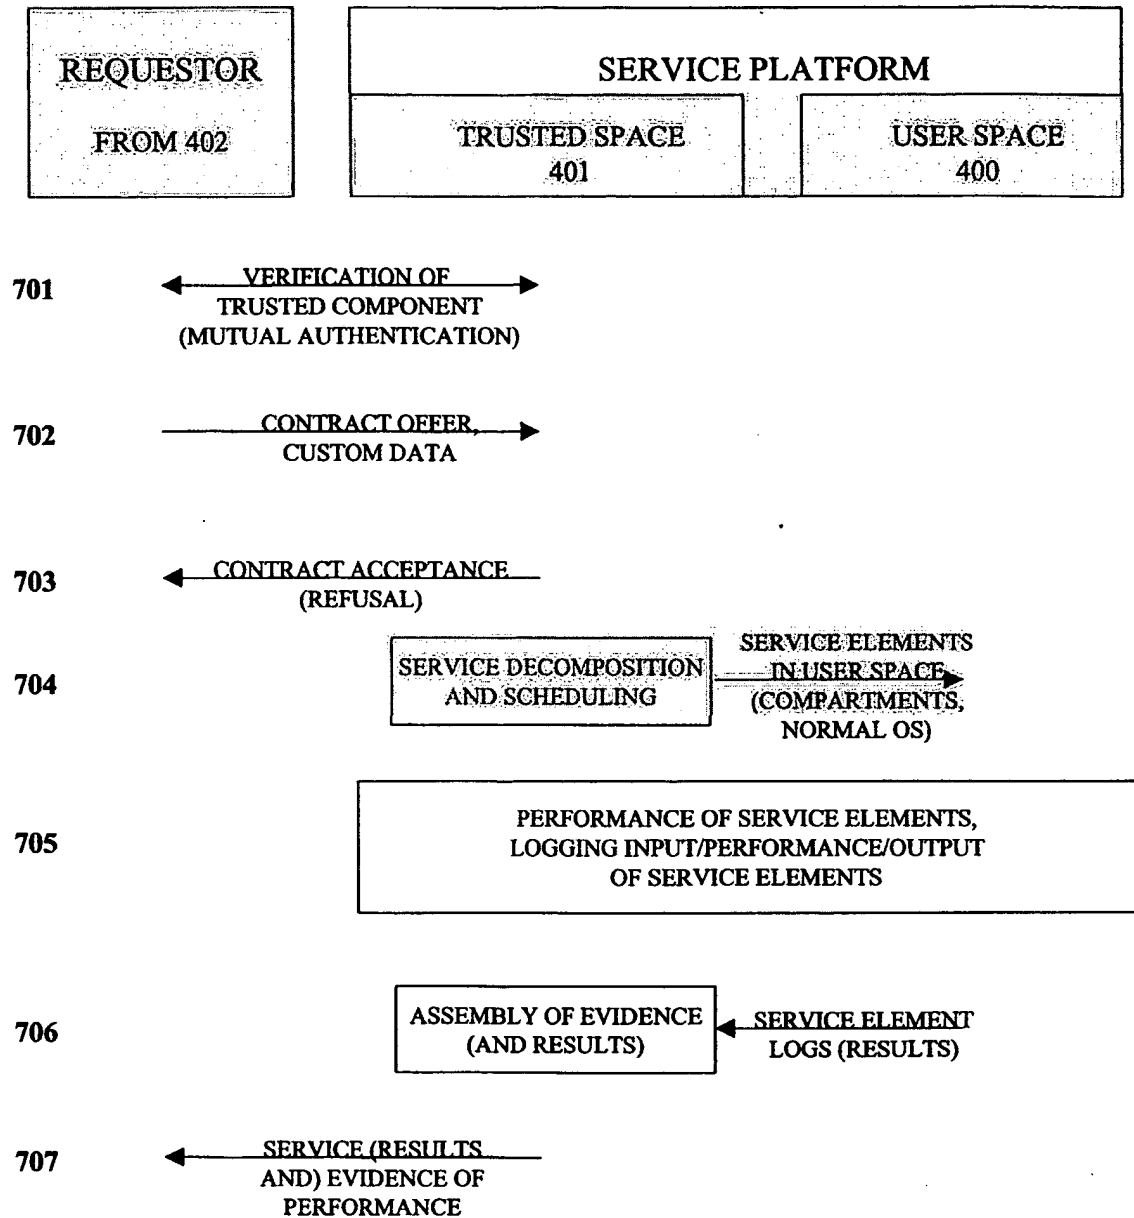 REQUESTOR
FROM 402
SERVICE PLATFORM
TRUSTED SPACE
401
USER SPACE
400
701
VERIFICATION OF
TRUSTED COMPONENT
(MUTUAL AUTHENTICATION)
702
CONTRACT OFFER,
CUSTOM DATA
703
CONTRACT ACCEPTANCE
(REFUSAL)
704
SERVICE DECOMPOSITION
AND SCHEDULING
SERVICE ELEMENTS
IN USER SPACE
(COMPARTMENTS,
NORMAL OS)
705
PERFORMANCE OF SERVICE ELEMENTS,
LOGGING INPUT/PERFORMANCE/OUTPUT
OF SERVICE ELEMENTS
706
ASSEMBLY OF EVIDENCE
(AND RESULTS)
SERVICE ELEMENT
LOGS (RESULTS)
707
SERVICE (RESULTS
AND) EVIDENCE OF
PERFORMANCE